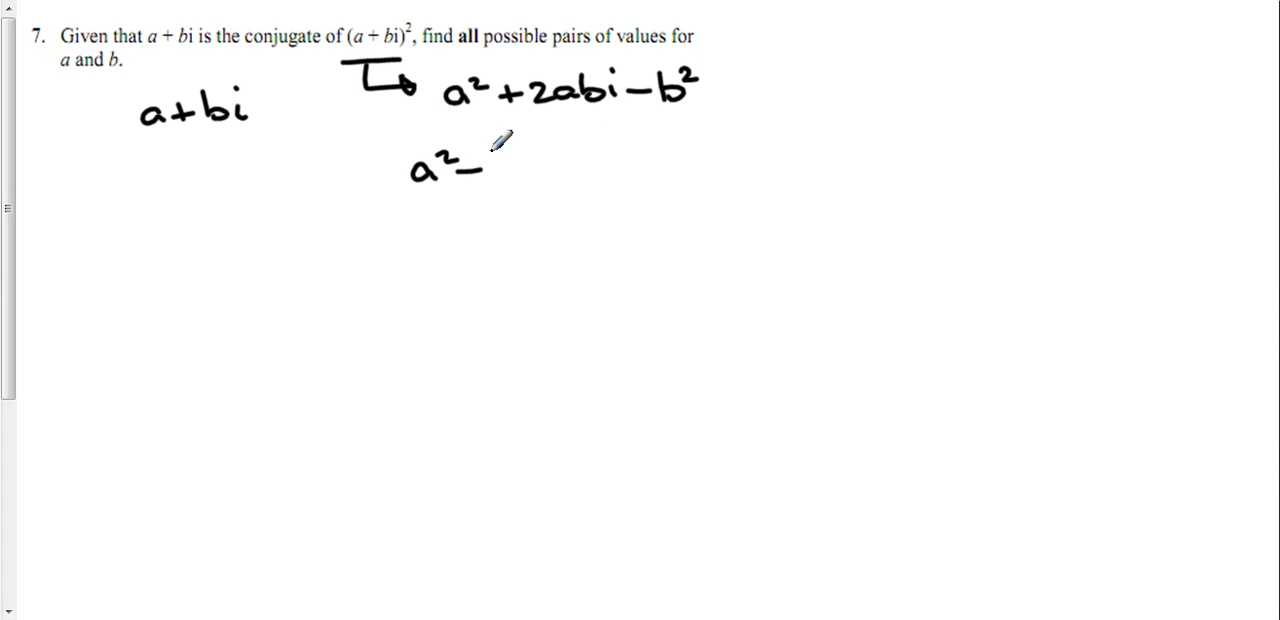 7. Given that a + bi is the conjugate of (a + bi)², find all possible pairs of values for
a and b.
a+bi
a²+2abi-b²
a²-